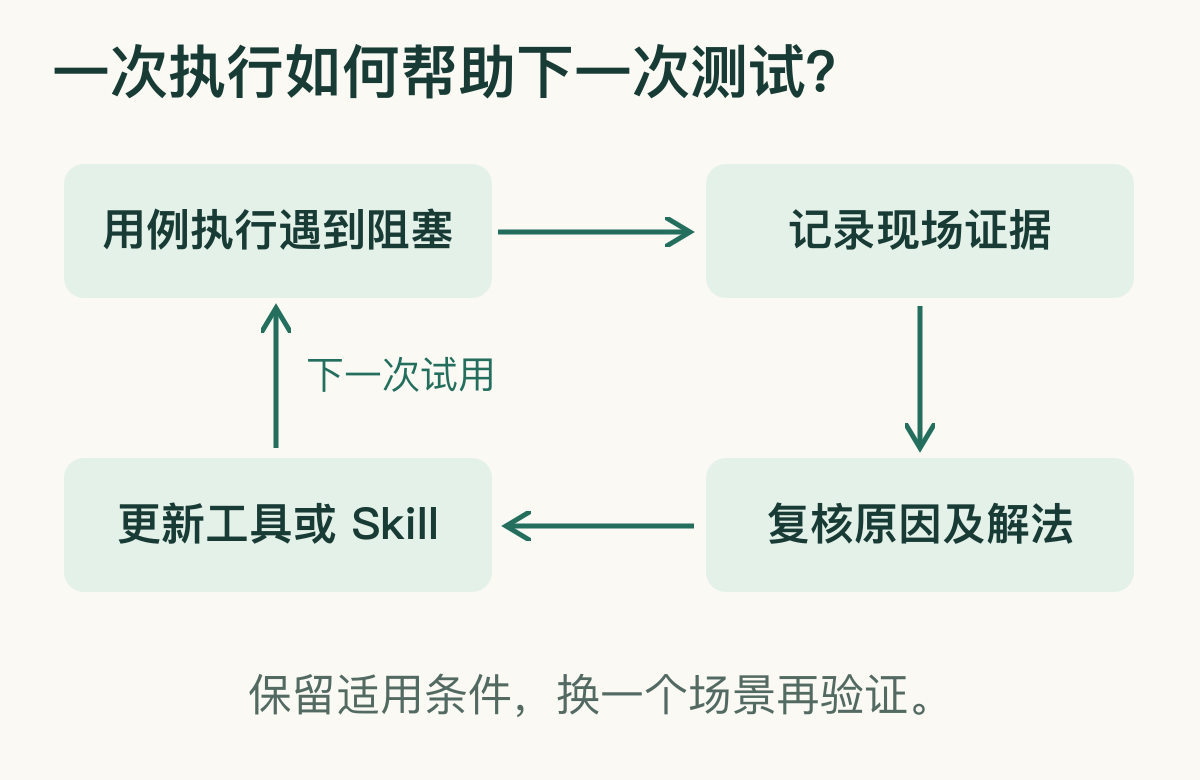 一次执行如何帮助下一次测试?
用例执行遇到阻塞
记录现场证据
下一次试用
更新工具或 Skill
复核原因及解法
保留适用条件，换一个场景再验证。